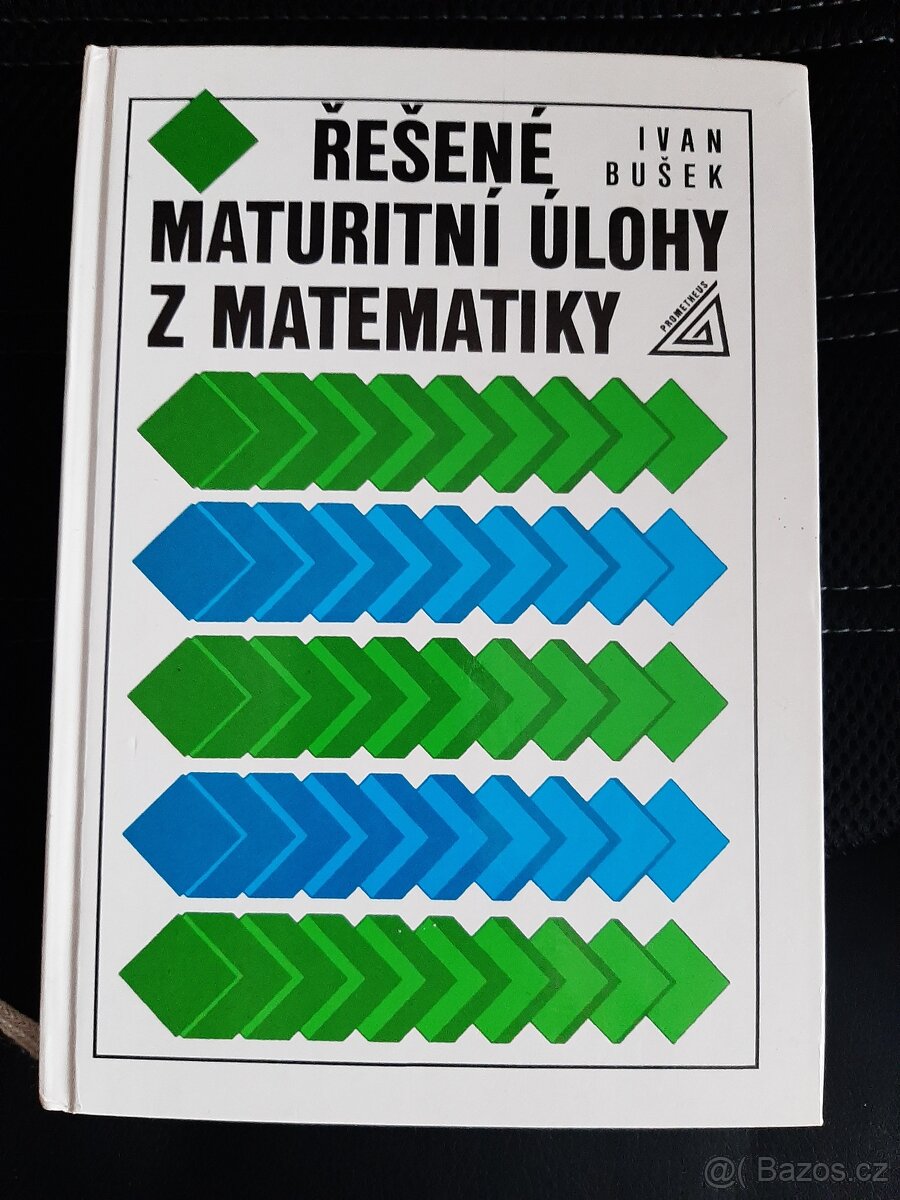 ŘEŠENÉ
IVAN
BUŠEK
MATURITNÍ ÚLOHY
Z MATEMATIKY
PROMETHEUS
@( Bazos.cz